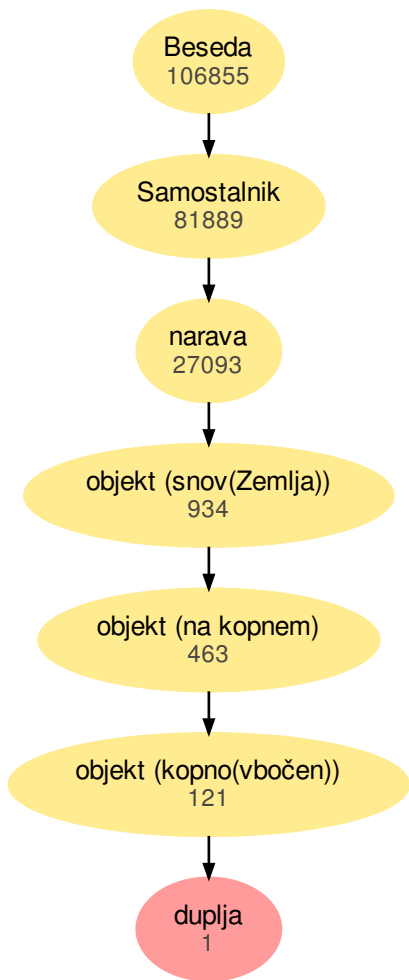 Beseda
106855
Samostalnik
81889
narava
27093
objekt (snov(Zemlja))
934
objekt (na kopnem)
463
objekt (kopno(vbočen))
121
duplja
1